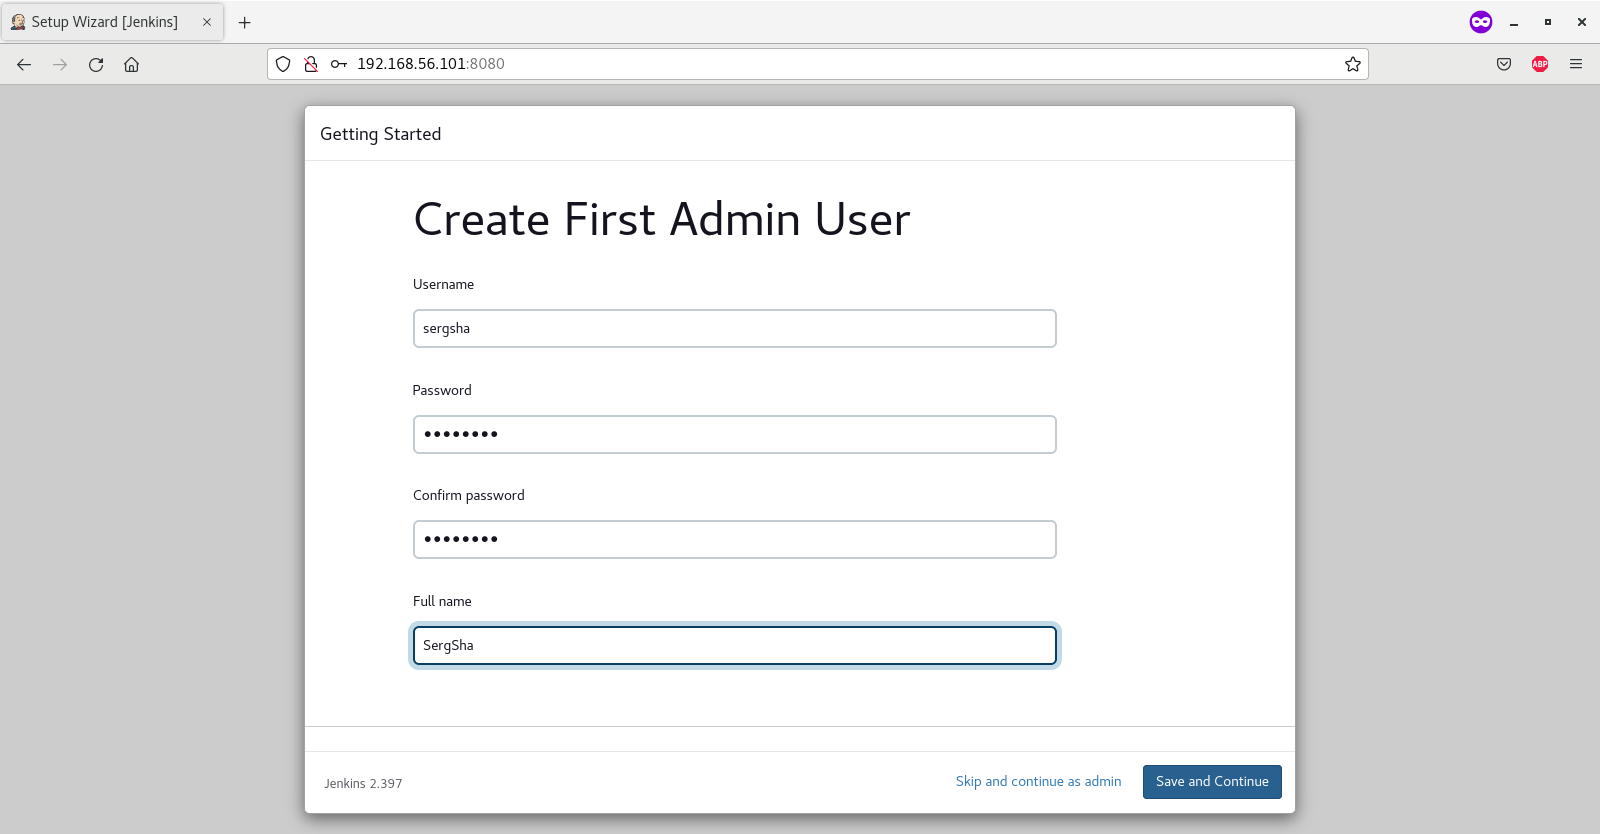 Setup Wizard [Jenkins]
192.168.56.101:8080
ABP
Getting Started
Create First Admin User
Username
sergsha
Password
••••••••
Confirm password
••••••••
Full name
SergSha
Jenkins 2.397
Skip and continue as admin
Save and Continue